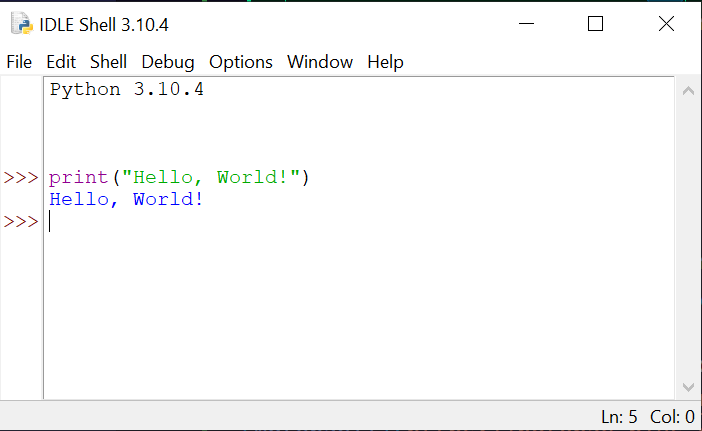 IDLE Shell 3.10.4
File Edit Shell Debug Options Window Help
Python 3.10.4
>>> print("Hello, World!")
Hello, World!
>>>
Ln: 5 Col: 0